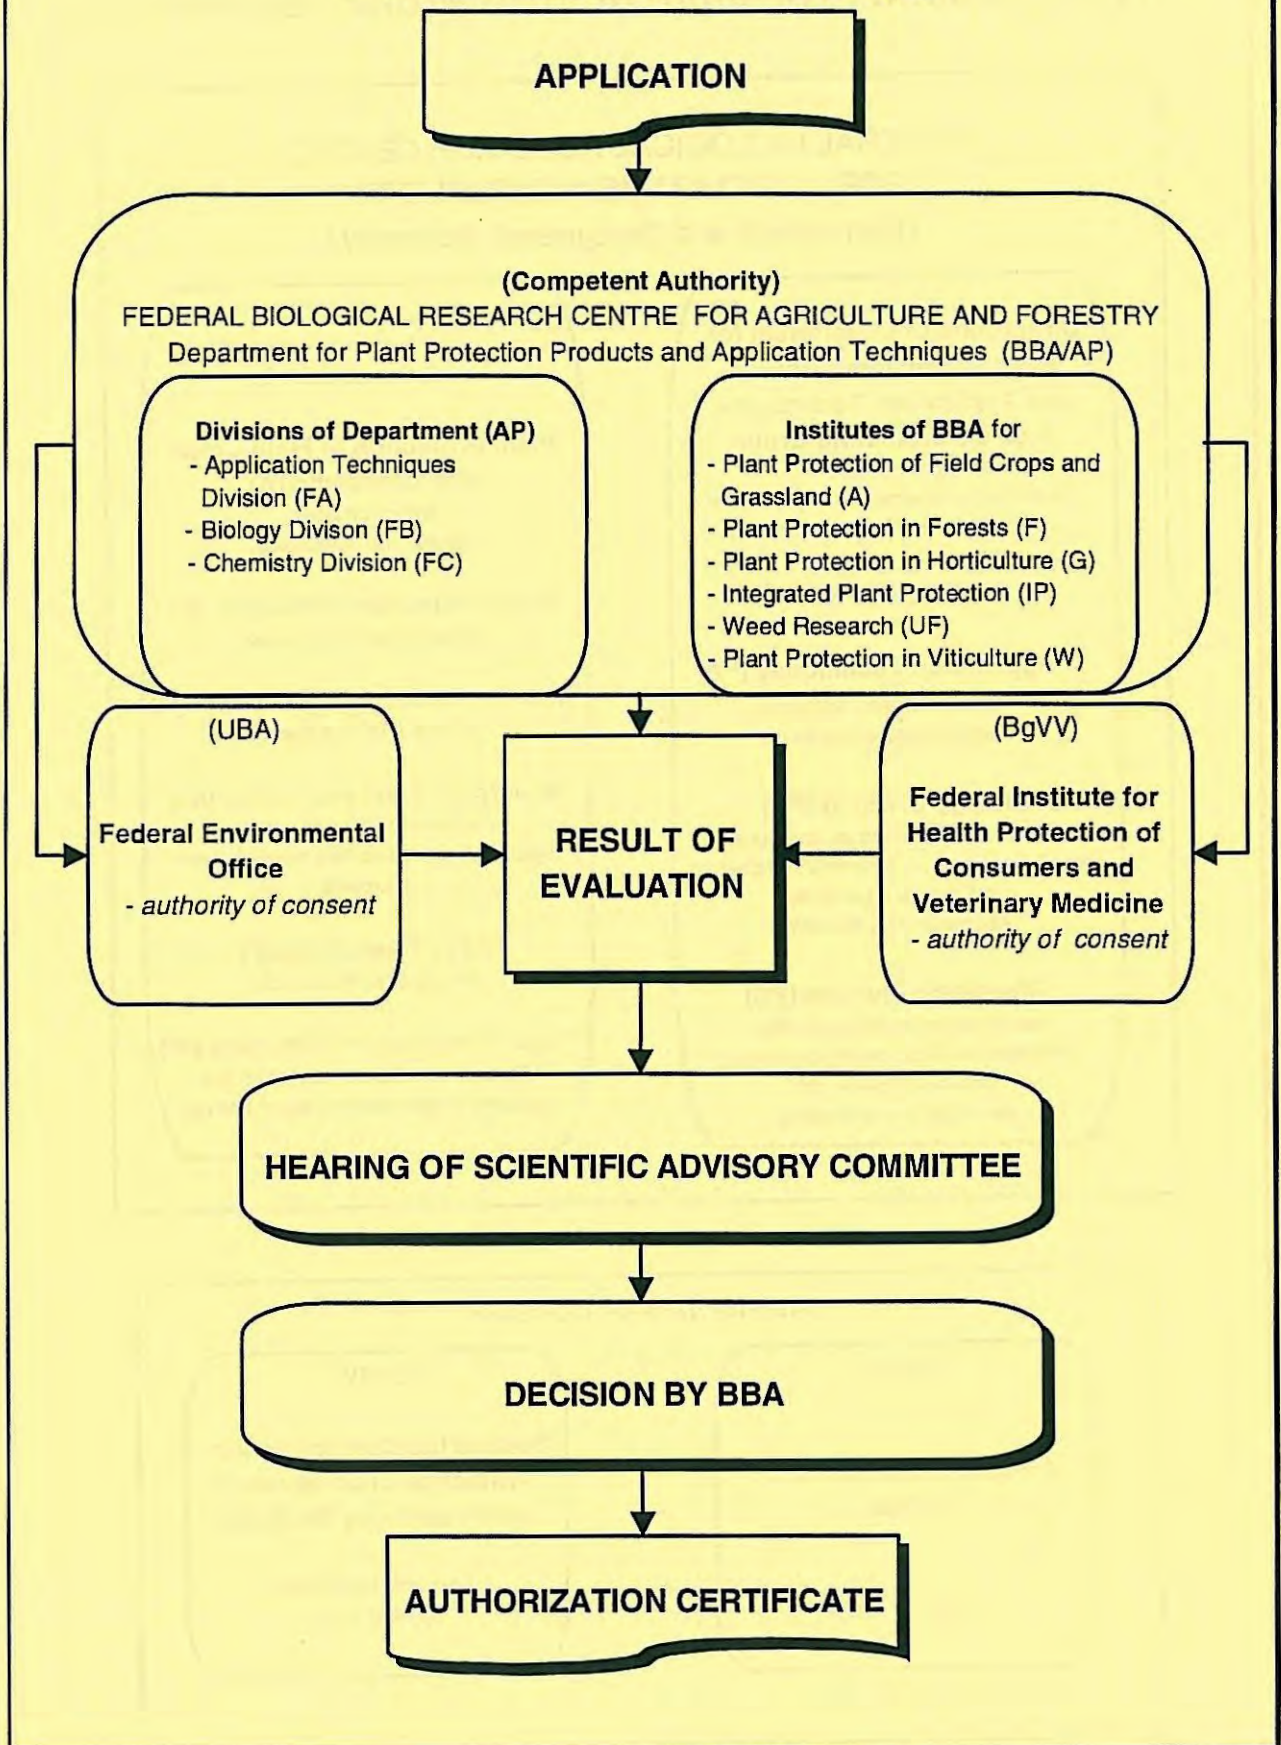 APPLICATION
(Competent Authority)
FEDERAL BIOLOGICAL RESEARCH CENTRE FOR AGRICULTURE AND FORESTRY
Department for Plant Protection Products and Application Techniques (BBA/AP)
Divisions of Department (AP)
- Application Techniques
Division (FA)
- Biology Divison (FB)
- Chemistry Division (FC)
Institutes of BBA for
- Plant Protection of Field Crops and
Grassland (A)
- Plant Protection in Forests (F)
- Plant Protection in Horticulture (G)
- Integrated Plant Protection (IP)
- Weed Research (UF)
- Plant Protection in Viticulture (W)
(UBA)
Federal Environmental
Office
- authority of consent
RESULT OF
EVALUATION
(BgVV)
Federal Institute for
Health Protection of
Consumers and
Veterinary Medicine
- authority of consent
HEARING OF SCIENTIFIC ADVISORY COMMITTEE
DECISION BY BBA
AUTHORIZATION CERTIFICATE